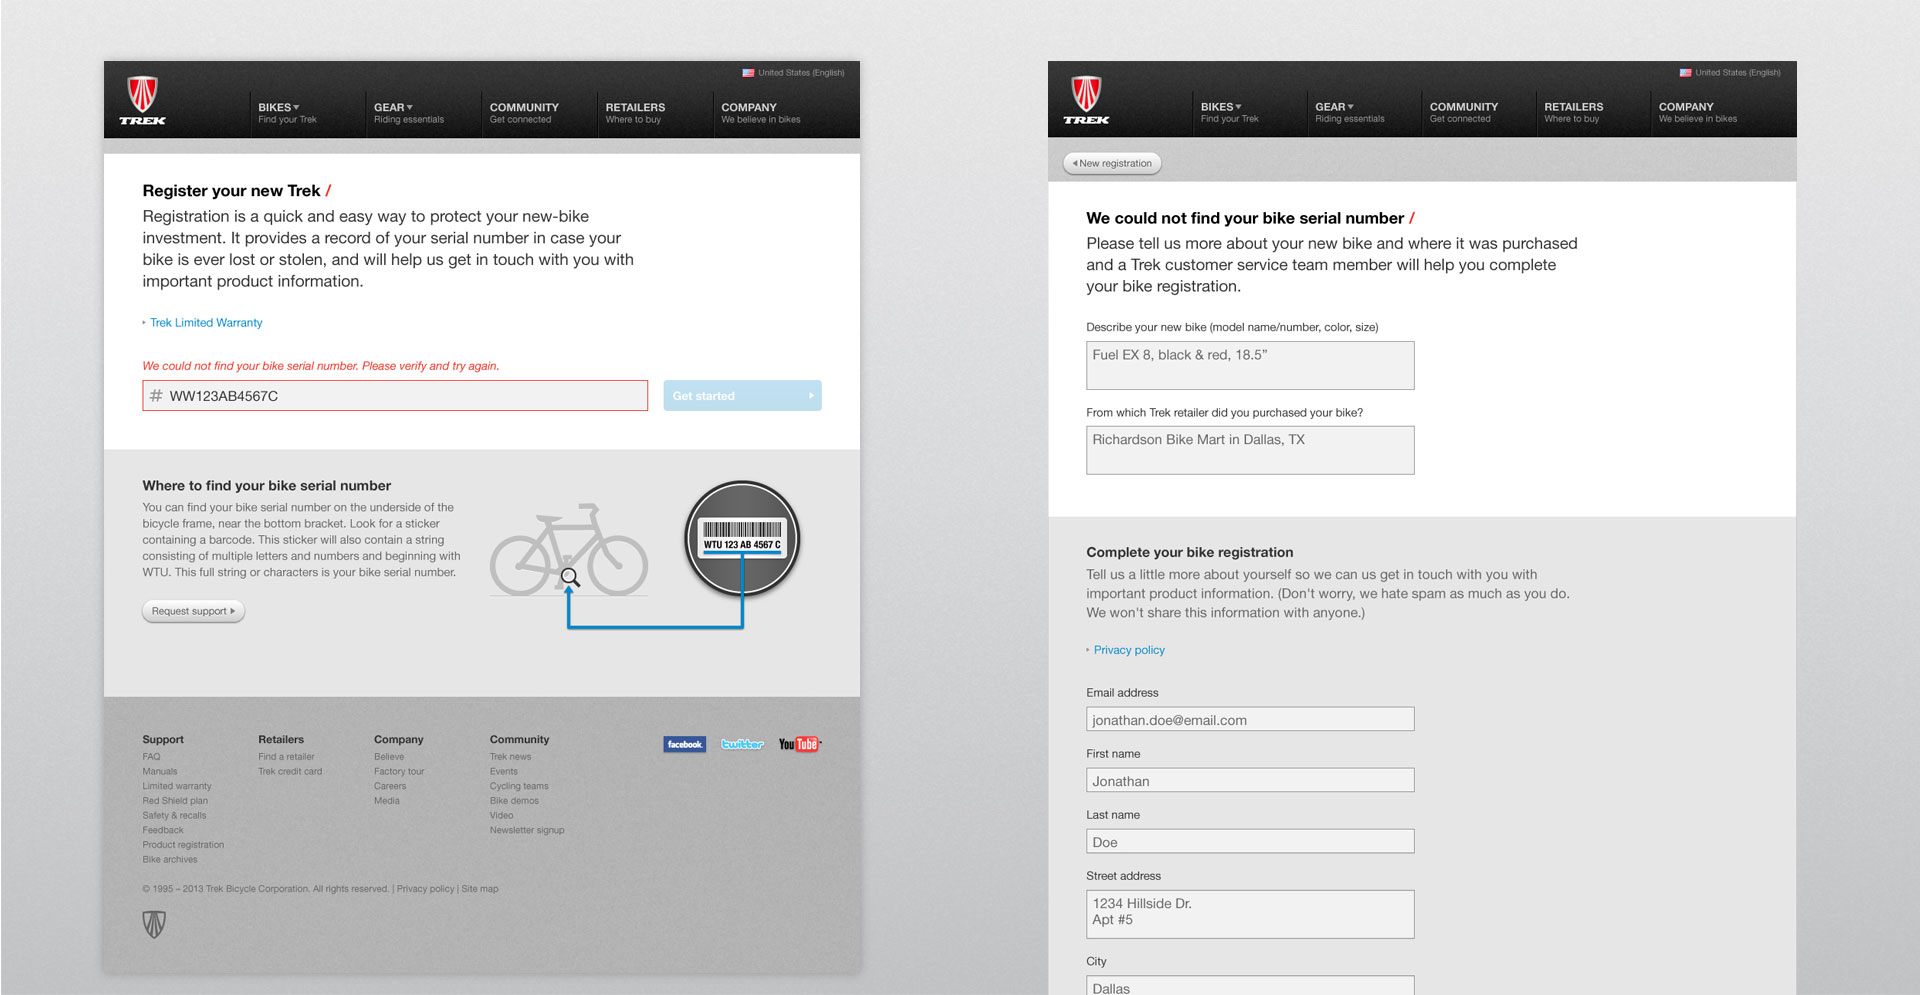 United States (English)
TREK
BIKES
Find your Trek
GEAR
Riding essentials
COMMUNITY
Get connected
RETAILERS
Where to buy
COMPANY
We believe in bikes
Register your new Trek /
Registration is a quick and easy way to protect your new-bike
investment. It provides a record of your serial number in case your
bike is ever lost or stolen, and will help us get in touch with you with
important product information.
Trek Limited Warranty
We could not find your bike serial number. Please verify and try again.
# WW123AB4567C
Get started
Where to find your bike serial number
You can find your bike serial number on the underside of the
bicycle frame, near the bottom bracket. Look for a sticker
containing a barcode. This sticker will also contain a string
consisting of multiple letters and numbers and beginning with
WTU. This full string or characters is your bike serial number.
Request support
WTU 123 AB 4567 C
Support
FAQ
Manuals
Limited warranty
Red Shield plan
Safety & recalls
Feedback
Product registration
Bike archives
Retailers
Find a retailer
Trek credit card
Company
Believe
Factory tour
Careers
Media
Community
Trek news
Events
Cycling teams
Bike demos
Video
Newsletter signup
facebook.
twitter
YouTube
© 1995 – 2013 Trek Bicycle Corporation. All rights reserved. | Privacy policy | Site map
United States (English)
TREK
BIKES
Find your Trek
GEAR
Riding essentials
COMMUNITY
Get connected
RETAILERS
Where to buy
COMPANY
We believe in bikes
New registration
We could not find your bike serial number /
Please tell us more about your new bike and where it was purchased
and a Trek customer service team member will help you complete
your bike registration.
Describe your new bike (model name/number, color, size)
Fuel EX 8, black & red, 18.5”
From which Trek retailer did you purchased your bike?
Richardson Bike Mart in Dallas, TX
Complete your bike registration
Tell us a little more about yourself so we can us get in touch with you with
important product information. (Don't worry, we hate spam as much as you do.
We won't share this information with anyone.)
Privacy policy
Email address
jonathan.doe@email.com
First name
Jonathan
Last name
Doe
Street address
1234 Hillside Dr.
Apt #5
City
Dallas